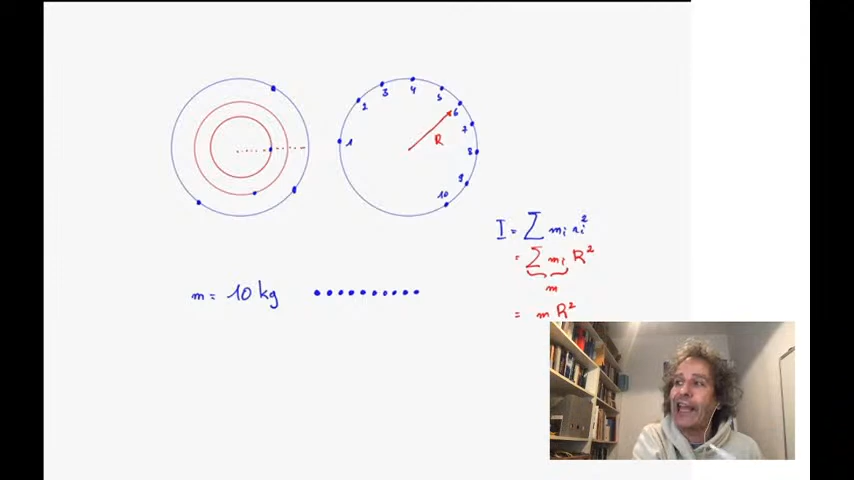 1
2
3
4
5
6
7
8
9
10
R
I = ∑ mᵢ rᵢ²
= ∑ mᵢ R²
m
= m R²
m = 10 kg